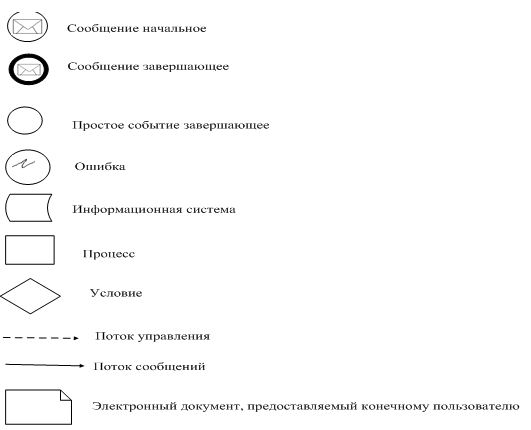 Сообщение начальное
Сообщение завершающее
Простое событие завершающее
Ошибка
Информационная система
Процесс
Условие
Поток управления
Поток сообщений
Электронный документ, предоставляемый конечному пользователю